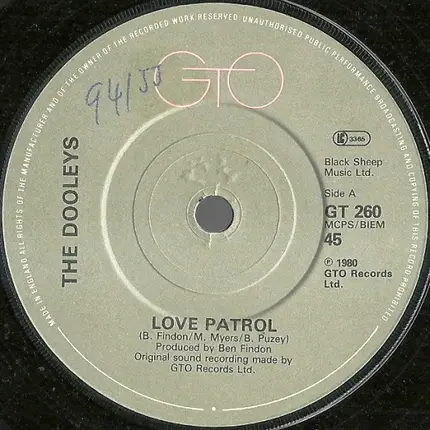 ALL RIGHTS OF THE MANUFACTURER AND OF THE OWNER OF THE RECORDED WORK RESERVED. UNAUTHORISED PUBLIC PERFORMANCE BROADCASTING AND COPYING OF THIS RECORD PROHIBITED
MADE IN ENGLAND
GTO
94/55
THE DOOLEYS
LC 3365
Black Sheep
Music Ltd.
Side A
GT 260
MCPS/BIEM
45
℗ 1980
GTO Records
Ltd.
LOVE PATROL
(B. Findon/M. Myers/B. Puzey)
Produced by Ben Findon
Original sound recording made by
GTO Records Ltd.